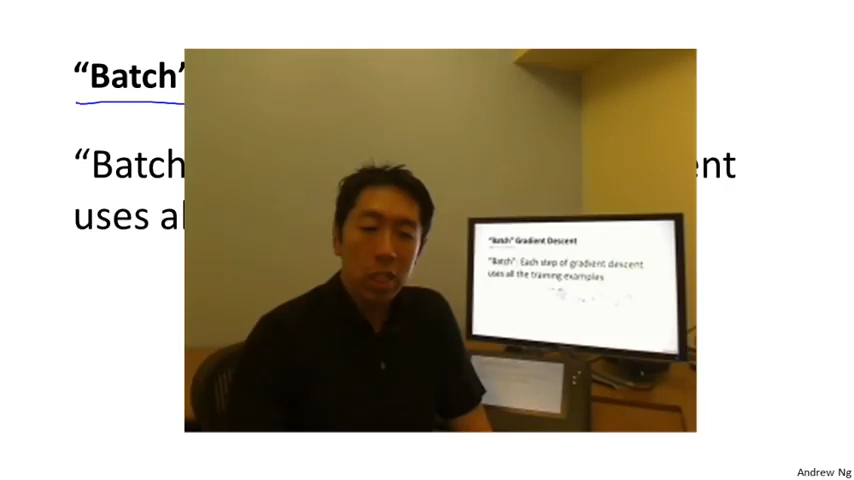 “Batch’
“Batch
ent
uses al
“Batch” Gradient Descent
“Batch”: Each step of gradient descent
uses all the training examples
Andrew Ng